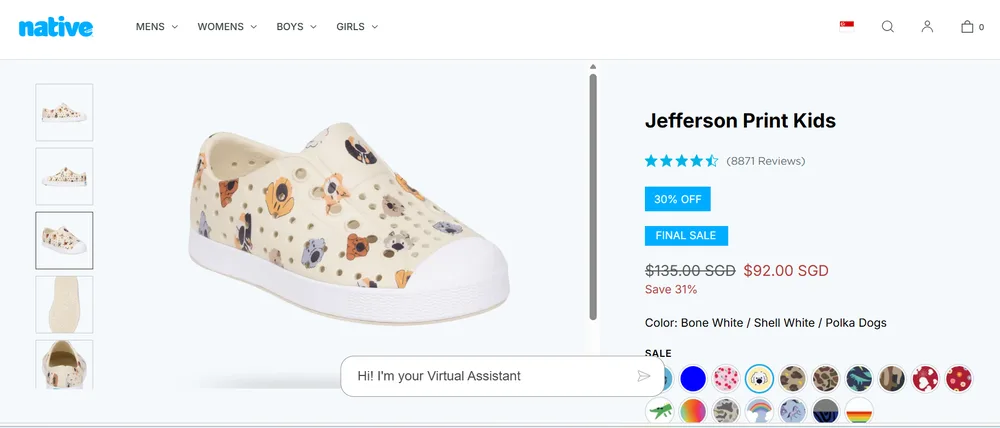 native
MENS
WOMENS
BOYS
GIRLS
0
Jefferson Print Kids
(8871 Reviews)
30% OFF
FINAL SALE
$135.00 SGD $92.00 SGD
Save 31%
Color: Bone White / Shell White / Polka Dogs
SALE
Hi! I'm your Virtual Assistant